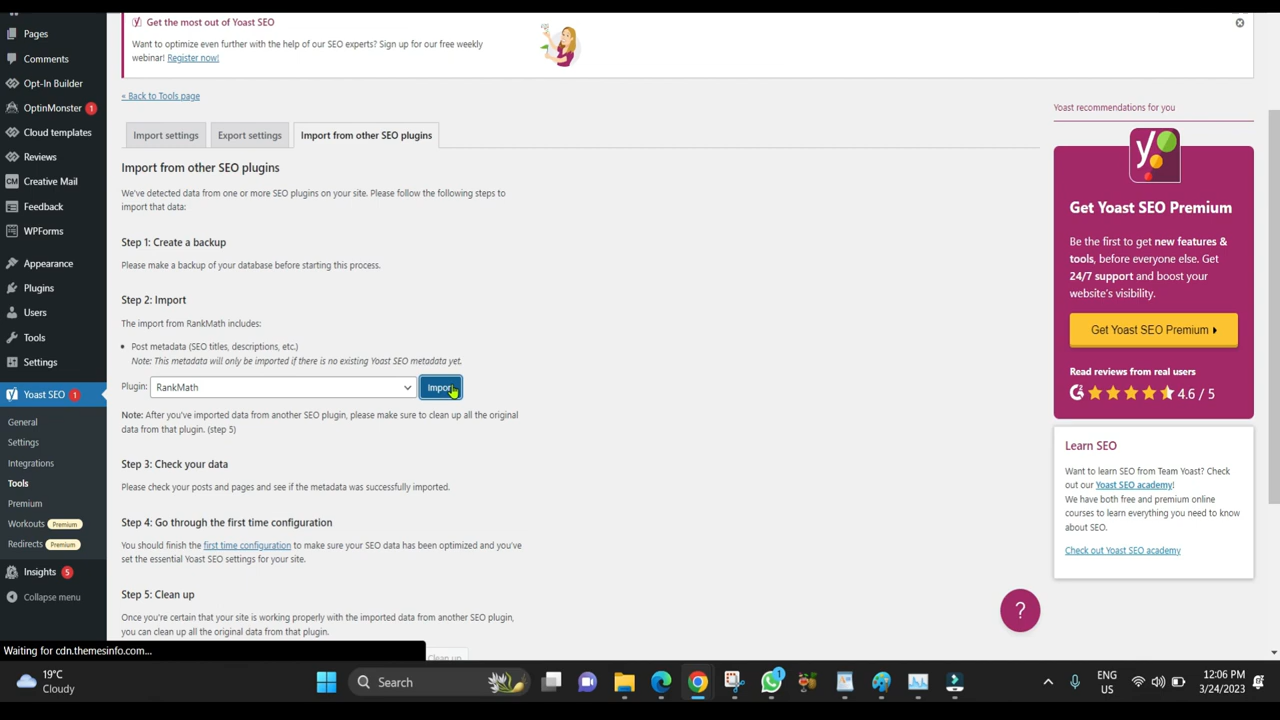 Pages
Comments
Opt-In Builder
OptinMonster 1
Cloud templates
Reviews
CM Creative Mail
Feedback
WPForms
Appearance
Plugins
Users
Tools
Settings
Yoast SEO 1
General
Settings
Integrations
Tools
Premium
Workouts Premium
Redirects Premium
Insights 5
Collapse menu
Get the most out of Yoast SEO
Want to optimize even further with the help of our SEO experts? Sign up for our free weekly
webinar! Register now!
« Back to Tools page
Import settings
Export settings
Import from other SEO plugins
Import from other SEO plugins
We've detected data from one or more SEO plugins on your site. Please follow the following steps to
import that data:
Step 1: Create a backup
Please make a backup of your database before starting this process.
Step 2: Import
The import from RankMath includes:
Post metadata (SEO titles, descriptions, etc.)
Note: This metadata will only be imported if there is no existing Yoast SEO metadata yet.
Plugin: RankMath Import
Note: After you've imported data from another SEO plugin, please make sure to clean up all the original
data from that plugin. (step 5)
Step 3: Check your data
Please check your posts and pages and see if the metadata was successfully imported.
Step 4: Go through the first time configuration
You should finish the first time configuration to make sure your SEO data has been optimized and you've
set the essential Yoast SEO settings for your site.
Step 5: Clean up
Once you're certain that your site is working properly with the imported data from another SEO plugin,
you can clean up all the original data from that plugin.
Clean up
Yoast recommendations for you
y
Get Yoast SEO Premium
Be the first to get new features &
tools, before everyone else. Get
24/7 support and boost your
website's visibility.
Get Yoast SEO Premium
Read reviews from real users
4.6 / 5
Learn SEO
Want to learn SEO from Team Yoast? Check
out our Yoast SEO academy!
We have both free and premium online
courses to learn everything you need to know
about SEO.
Check out Yoast SEO academy
?
Waiting for cdn.themesinfo.com...
19°C
Cloudy
Search
1
ENG
US
12:06 PM
3/24/2023